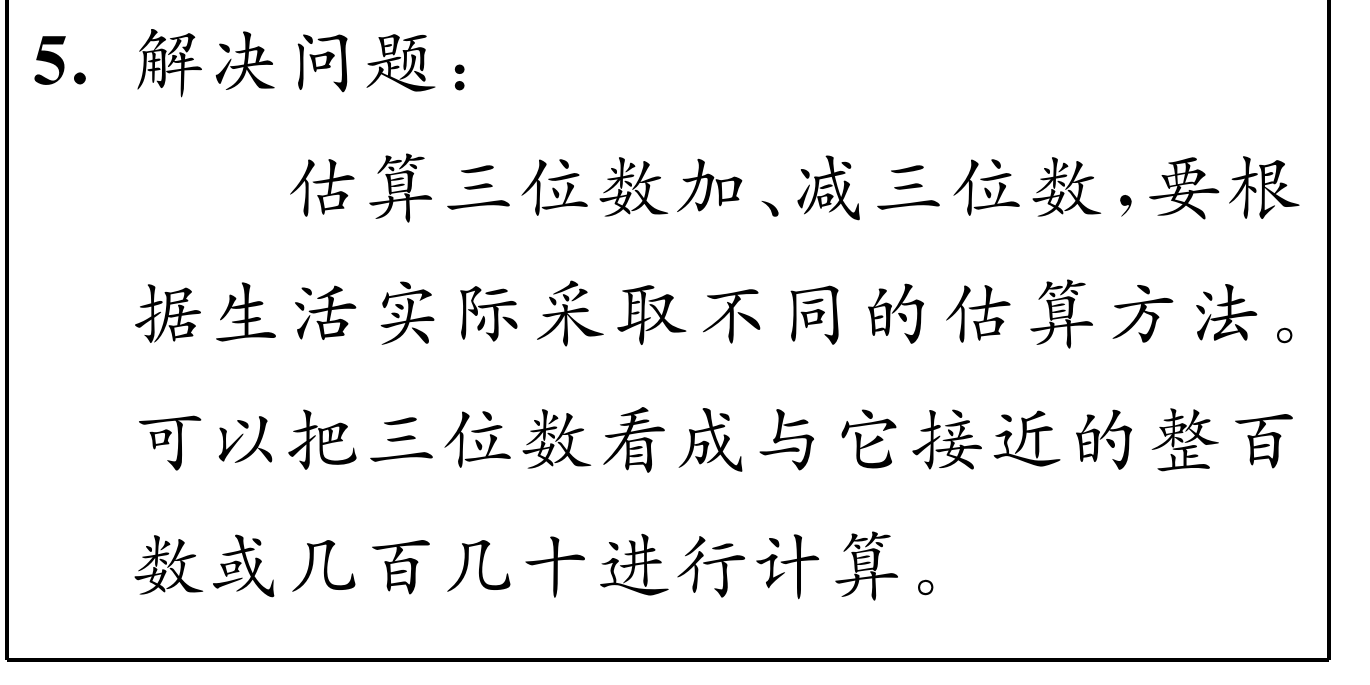 5. 解决问题：
估算三位数加、减三位数，要根
据生活实际采取不同的估算方法。
可以把三位数看成与它接近的整百
数或几百几十进行计算。